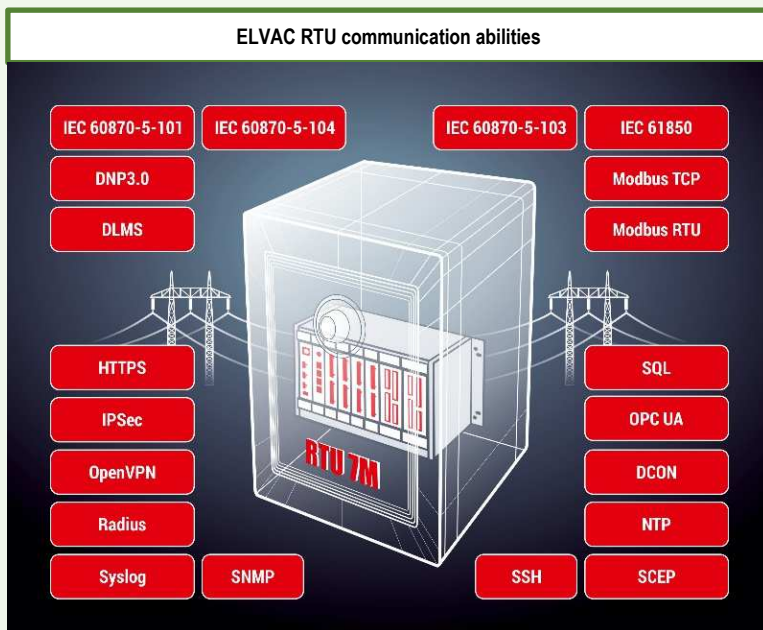 ELVAC RTU communication abilities
IEC 60870-5-101 IEC 60870-5-104 IEC 60870-5-103 IEC 61850
DNP3.0 Modbus TCP
DLMS Modbus RTU
HTTPS SQL
IPSec OPC UA
RTU 7M
OpenVPN DCON
Radius NTP
Syslog SNMP SSH SCEP